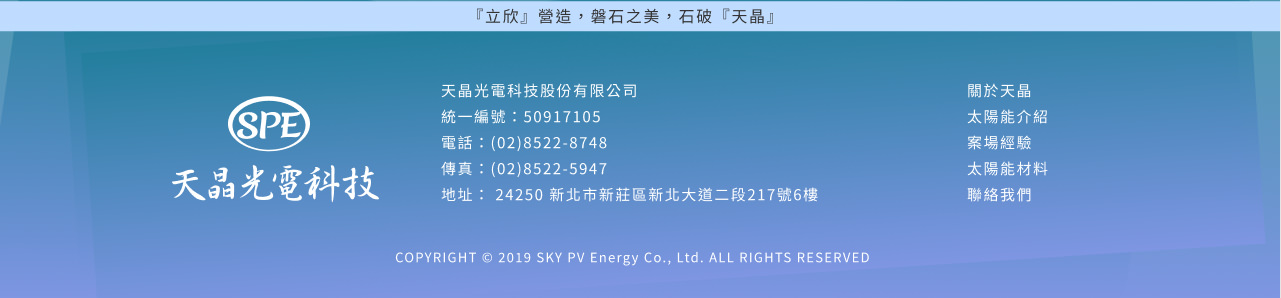 『立欣』營造，磐石之美，石破『天晶』
SPE
天晶光電科技
天晶光電科技股份有限公司
統一編號：50917105
電話：(02)8522-8748
傳真：(02)8522-5947
地址： 24250 新北市新莊區新北大道二段217號6樓
關於天晶
太陽能介紹
案場經驗
太陽能材料
聯絡我們
COPYRIGHT © 2019 SKY PV Energy Co., Ltd. ALL RIGHTS RESERVED